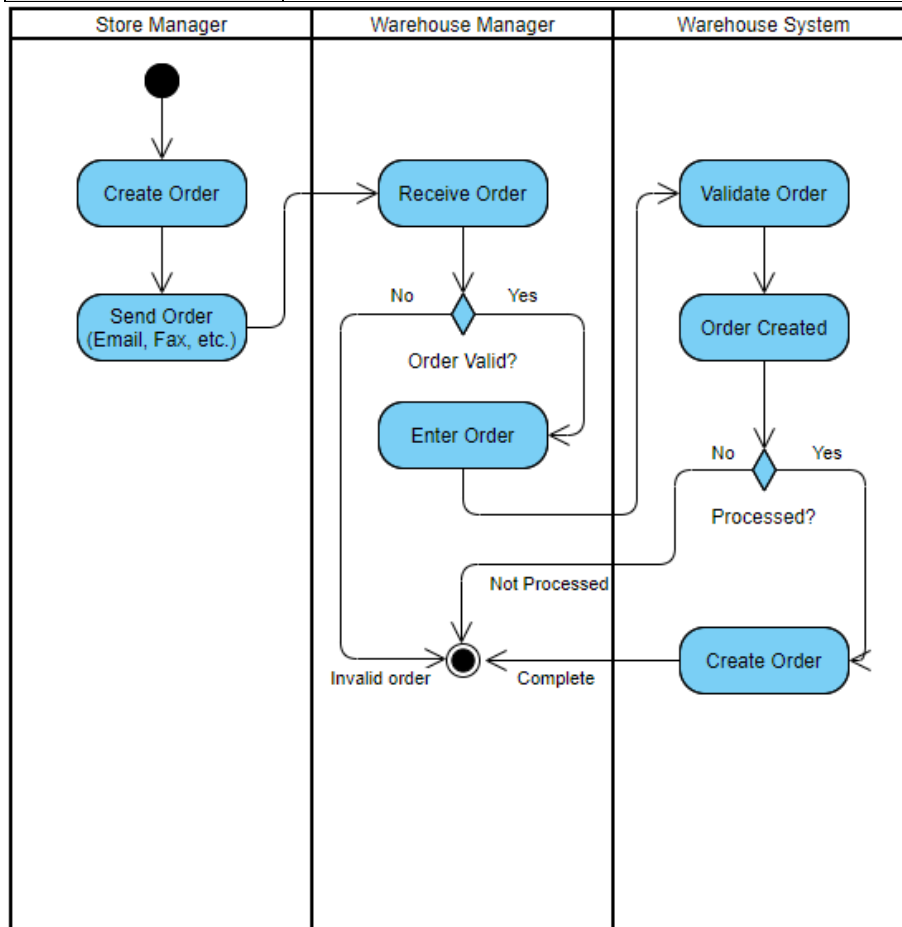 Store Manager
Warehouse Manager
Warehouse System
Create Order
Receive Order
Validate Order
Send Order
(Email, Fax, etc.)
No
Yes
Order Created
Order Valid?
Enter Order
No
Yes
Processed?
Not Processed
Create Order
Invalid order
Complete